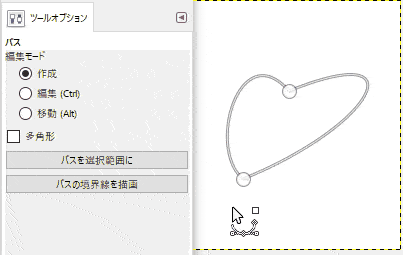 ツールオプション
パス
編集モード
作成
編集 (Ctrl)
移動 (Alt)
多角形
パスを選択範囲に
パスの境界線を描画